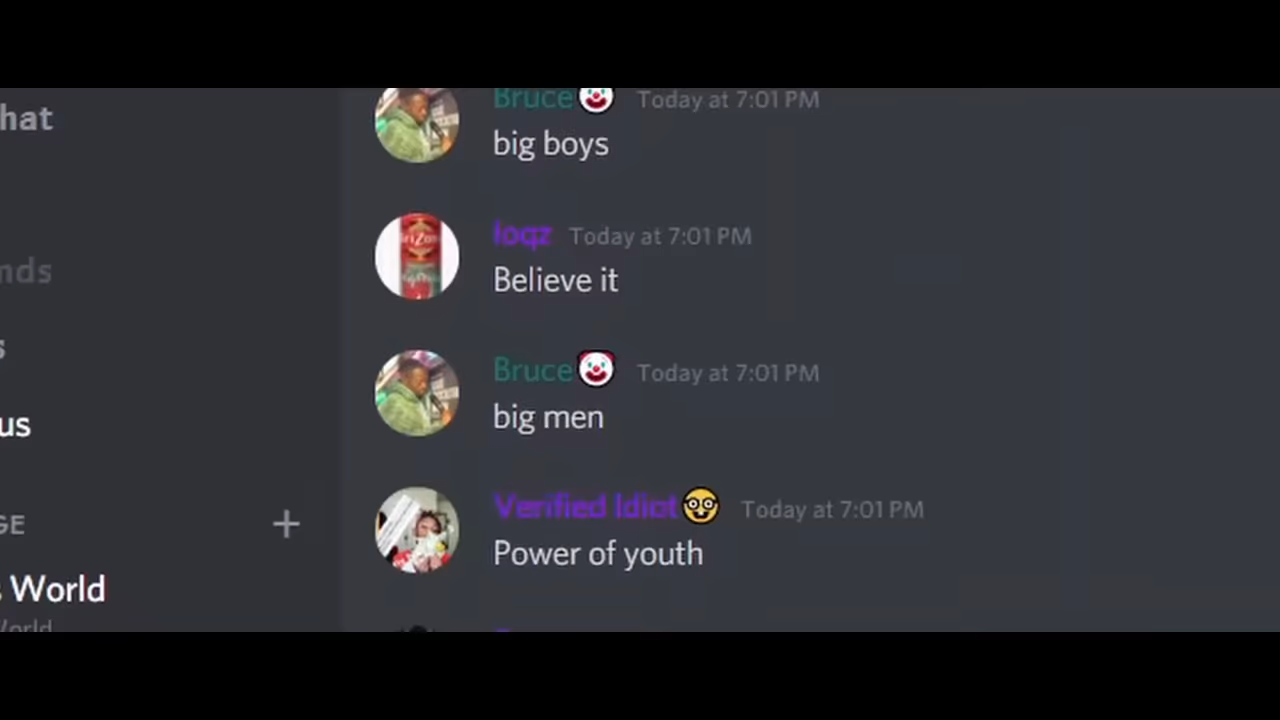 hat
Bruce🤡 Today at 7:01 PM
big boys
loqz Today at 7:01 PM
Believe it
nds
s
Bruce🤡 Today at 7:01 PM
big men
us
Verified Idiot🤓 Today at 7:01 PM
Power of youth
GE +
s World
World